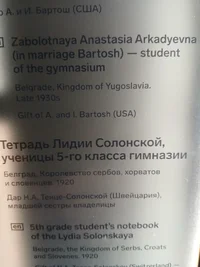 А. и И. Бартош (США)
Zabolotnaya Anastasia Arkadyevna
(in marriage Bartosh) — student
of the gymnasium
Belgrade, Kingdom of Yugoslavia.
Late 1930s
Gift of A. and I. Bartosh (USA)
Тетрадь Лидии Солонской,
ученицы 5-го класса гимназии
Белград, Королевство сербов, хорватов
и словенцев. 1920
Дар Н.А. (Швейцария),
младшей сестры владелицы
5th grade student's notebook
of the Lydia Solonskaya
Belgrade, the Kingdom of Serbs, Croats
and Slovenes, 1920